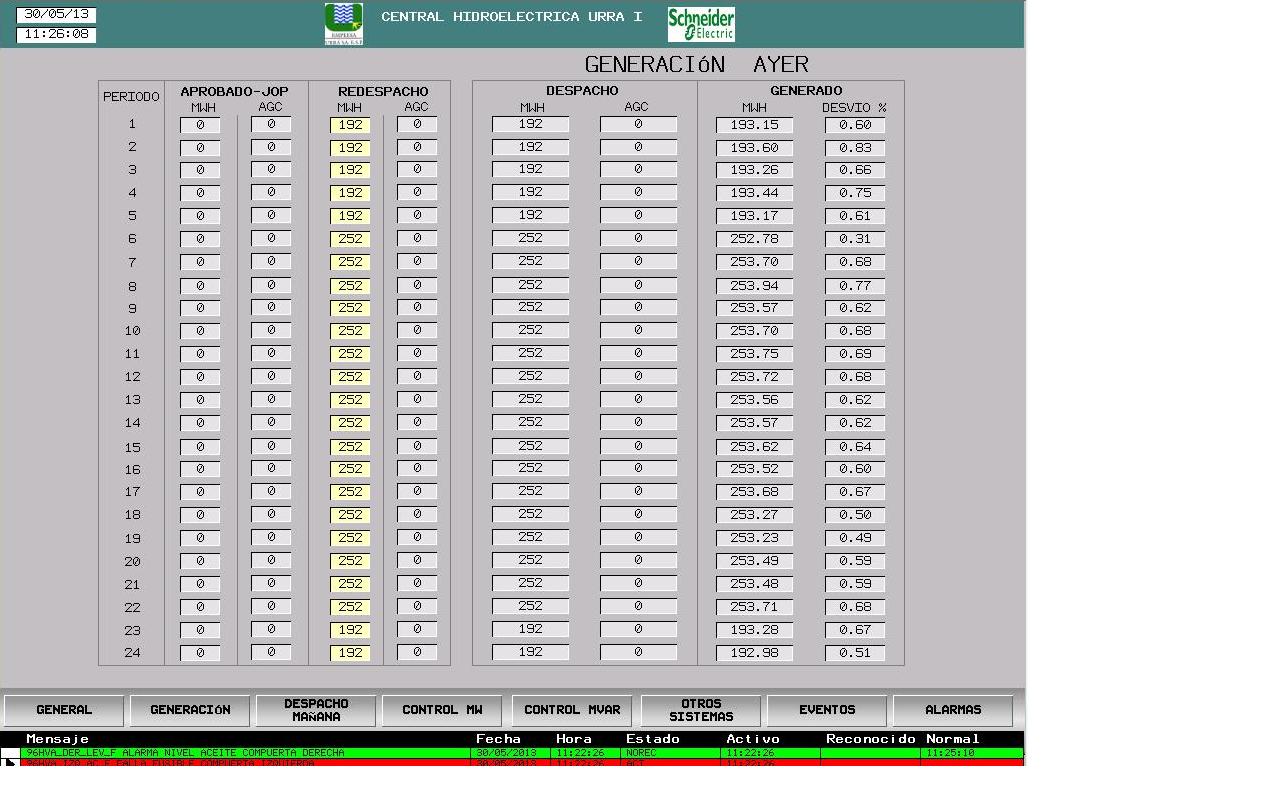 30/05/13
11:26:08
EMPRESA
URRA S.A. E.S.P.
CENTRAL HIDROELECTRICA URRA I
Schneider
Electric
GENERACIóN AYER
PERIODO APROBADO-JOP REDESPACHO DESPACHO GENERADO
MWH AGC MWH AGC MWH AGC MWH DESVIO %
1 0 0 192 0 192 0 193.15 0.60
2 0 0 192 0 192 0 193.60 0.83
3 0 0 192 0 192 0 193.26 0.66
4 0 0 192 0 192 0 193.44 0.75
5 0 0 192 0 192 0 193.17 0.61
6 0 0 252 0 252 0 252.78 0.31
7 0 0 252 0 252 0 253.70 0.68
8 0 0 252 0 252 0 253.94 0.77
9 0 0 252 0 252 0 253.57 0.62
10 0 0 252 0 252 0 253.70 0.68
11 0 0 252 0 252 0 253.75 0.69
12 0 0 252 0 252 0 253.72 0.68
13 0 0 252 0 252 0 253.56 0.62
14 0 0 252 0 252 0 253.57 0.62
15 0 0 252 0 252 0 253.62 0.64
16 0 0 252 0 252 0 253.52 0.60
17 0 0 252 0 252 0 253.68 0.67
18 0 0 252 0 252 0 253.27 0.50
19 0 0 252 0 252 0 253.23 0.49
20 0 0 252 0 252 0 253.49 0.59
21 0 0 252 0 252 0 253.48 0.59
22 0 0 252 0 252 0 253.71 0.68
23 0 0 192 0 192 0 193.28 0.67
24 0 0 192 0 192 0 192.98 0.51
GENERAL GENERACIóN DESPACHO MAñANA CONTROL MW CONTROL MVAR OTROS SISTEMAS EVENTOS ALARMAS
Mensaje Fecha Hora Estado Activo Reconocido Normal
96HVA_DER_LEV_F ALARMA NIVEL ACEITE COMPUERTA DERECHA 30/05/2013 11:22:26 NOREC 11:22:26 11:25:10
96HVA_IZQ_AC_F FALLO FUSIBLE COMPUERTA IZQUIERDA 30/05/2013 11:22:26 ACT 11:22:26